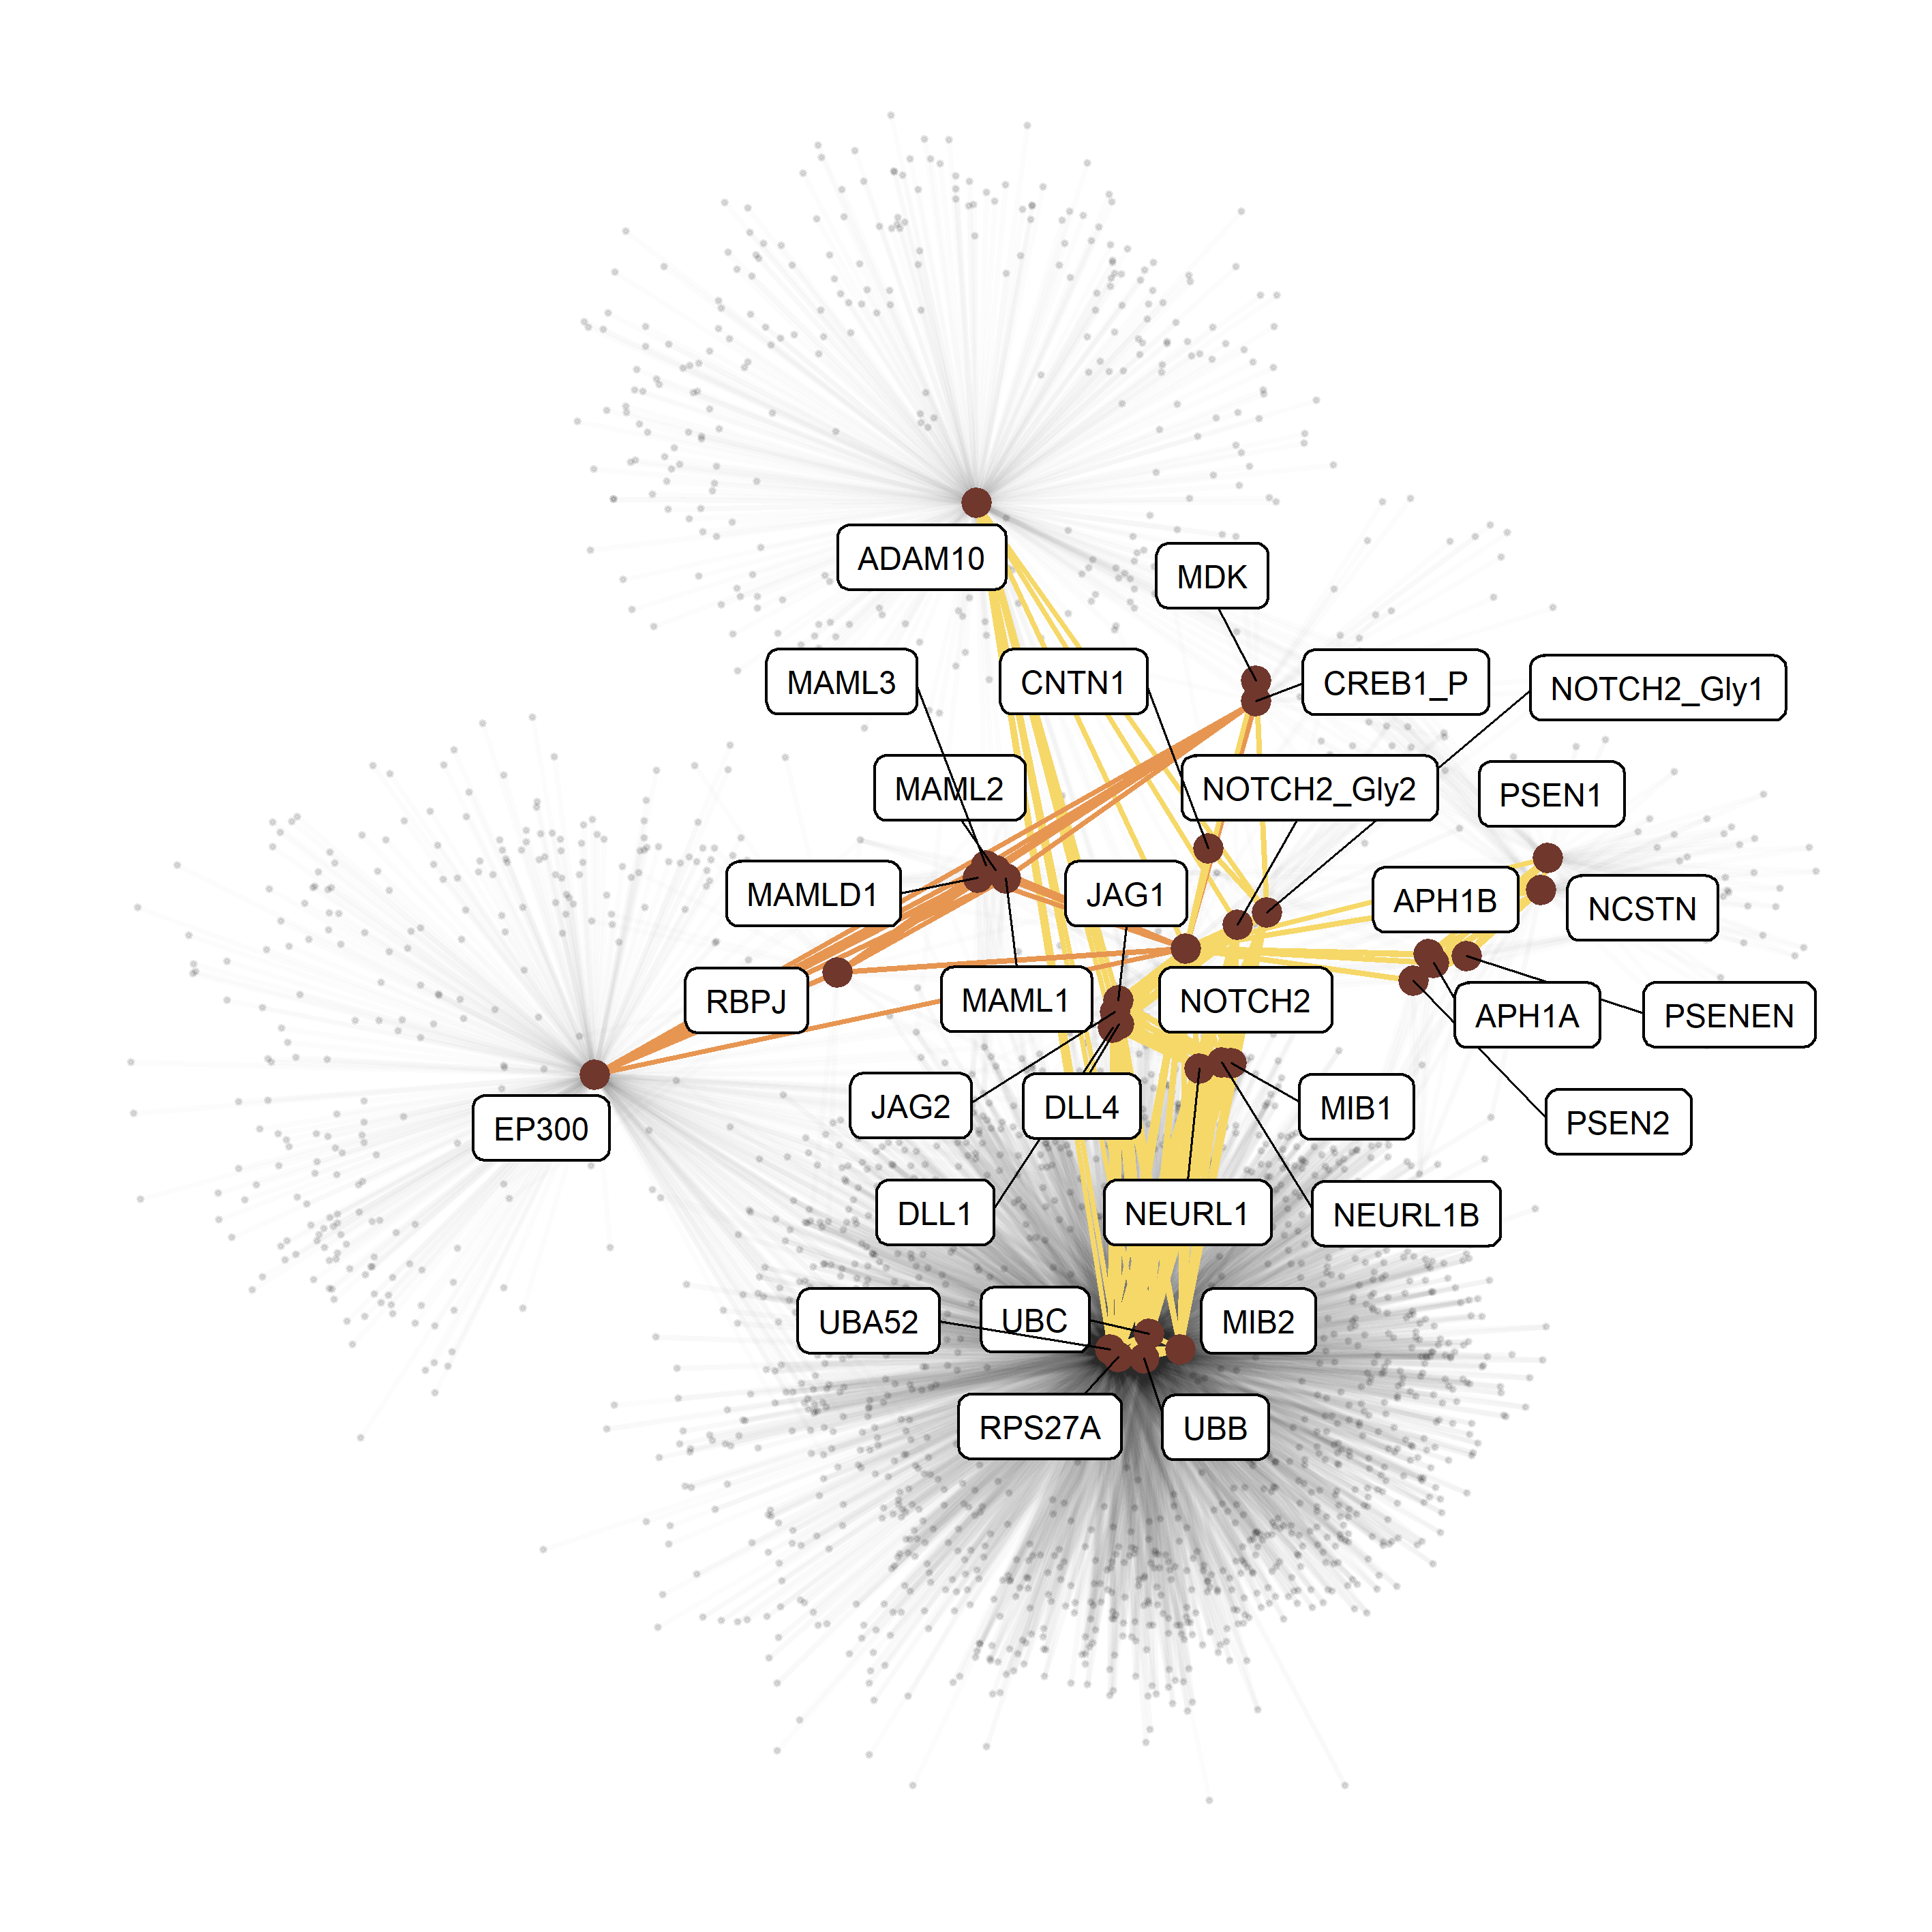 ADAM10
MDK
MAML3
CNTN1
CREB1_P
NOTCH2_Gly1
MAML2
NOTCH2_Gly2
PSEN1
MAMLD1
JAG1
APH1B
NCSTN
RBPJ
MAML1
NOTCH2
APH1A
PSENEN
EP300
JAG2
DLL4
MIB1
PSEN2
DLL1
NEURL1
NEURL1B
UBA52
UBC
MIB2
RPS27A
UBB